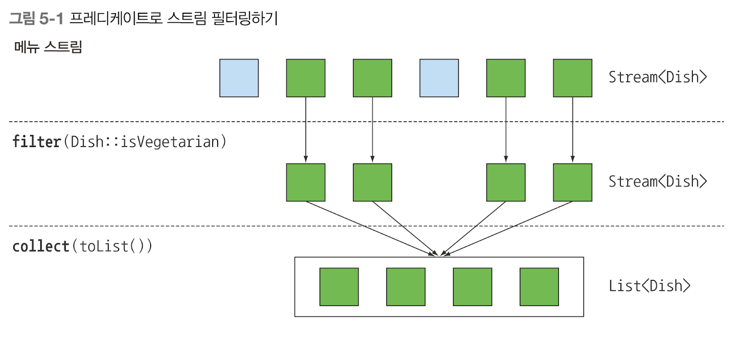 그림 5-1 프레디케이트로 스트림 필터링하기
메뉴 스트림
Stream<Dish>
filter(Dish::isVegetarian)
Stream<Dish>
collect(toList())
List<Dish>